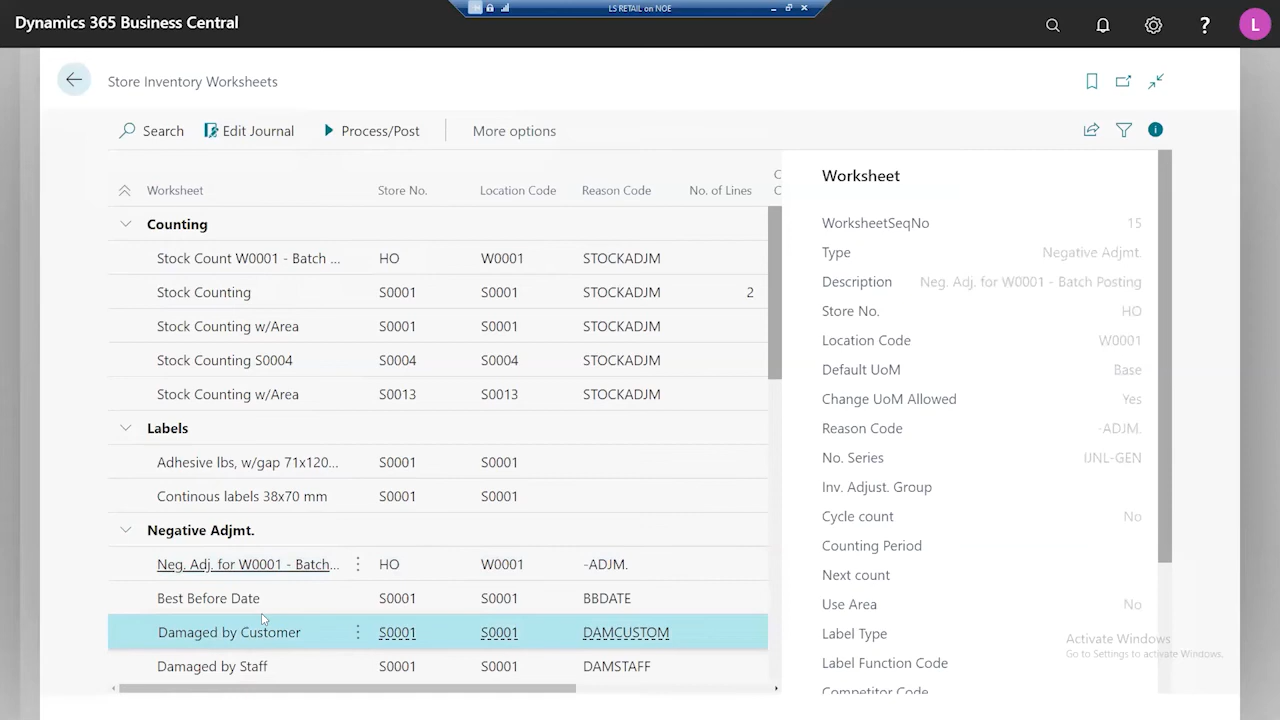 LS RETAIL on NOE
Dynamics 365 Business Central
L
Store Inventory Worksheets
Search Edit Journal Process/Post More options
Worksheet Store No. Location Code Reason Code No. of Lines
Counting
Stock Count W0001 - Batch ... HO W0001 STOCKADJM
Stock Counting S0001 S0001 STOCKADJM 2
Stock Counting w/Area S0001 S0001 STOCKADJM
Stock Counting S0004 S0004 S0004 STOCKADJM
Stock Counting w/Area S0013 S0013 STOCKADJM
Labels
Adhesive lbs, w/gap 71x120... S0001 S0001
Continous labels 38x70 mm S0001 S0001
Negative Adjmt.
Neg. Adj. for W0001 - Batch... HO W0001 -ADJM.
Best Before Date S0001 S0001 BBDATE
Damaged by Customer S0001 S0001 DAMCUSTOM
Damaged by Staff S0001 S0001 DAMSTAFF
Worksheet
WorksheetSeqNo 15
Type Negative Adjmt.
Description Neg. Adj. for W0001 - Batch Posting
Store No. HO
Location Code W0001
Default UoM Base
Change UoM Allowed Yes
Reason Code -ADJM.
No. Series IJNL-GEN
Inv. Adjust. Group
Cycle count No
Counting Period
Next count
Use Area No
Label Type
Label Function Code
Competitor Code
Activate Windows
Go to Settings to activate Windows.